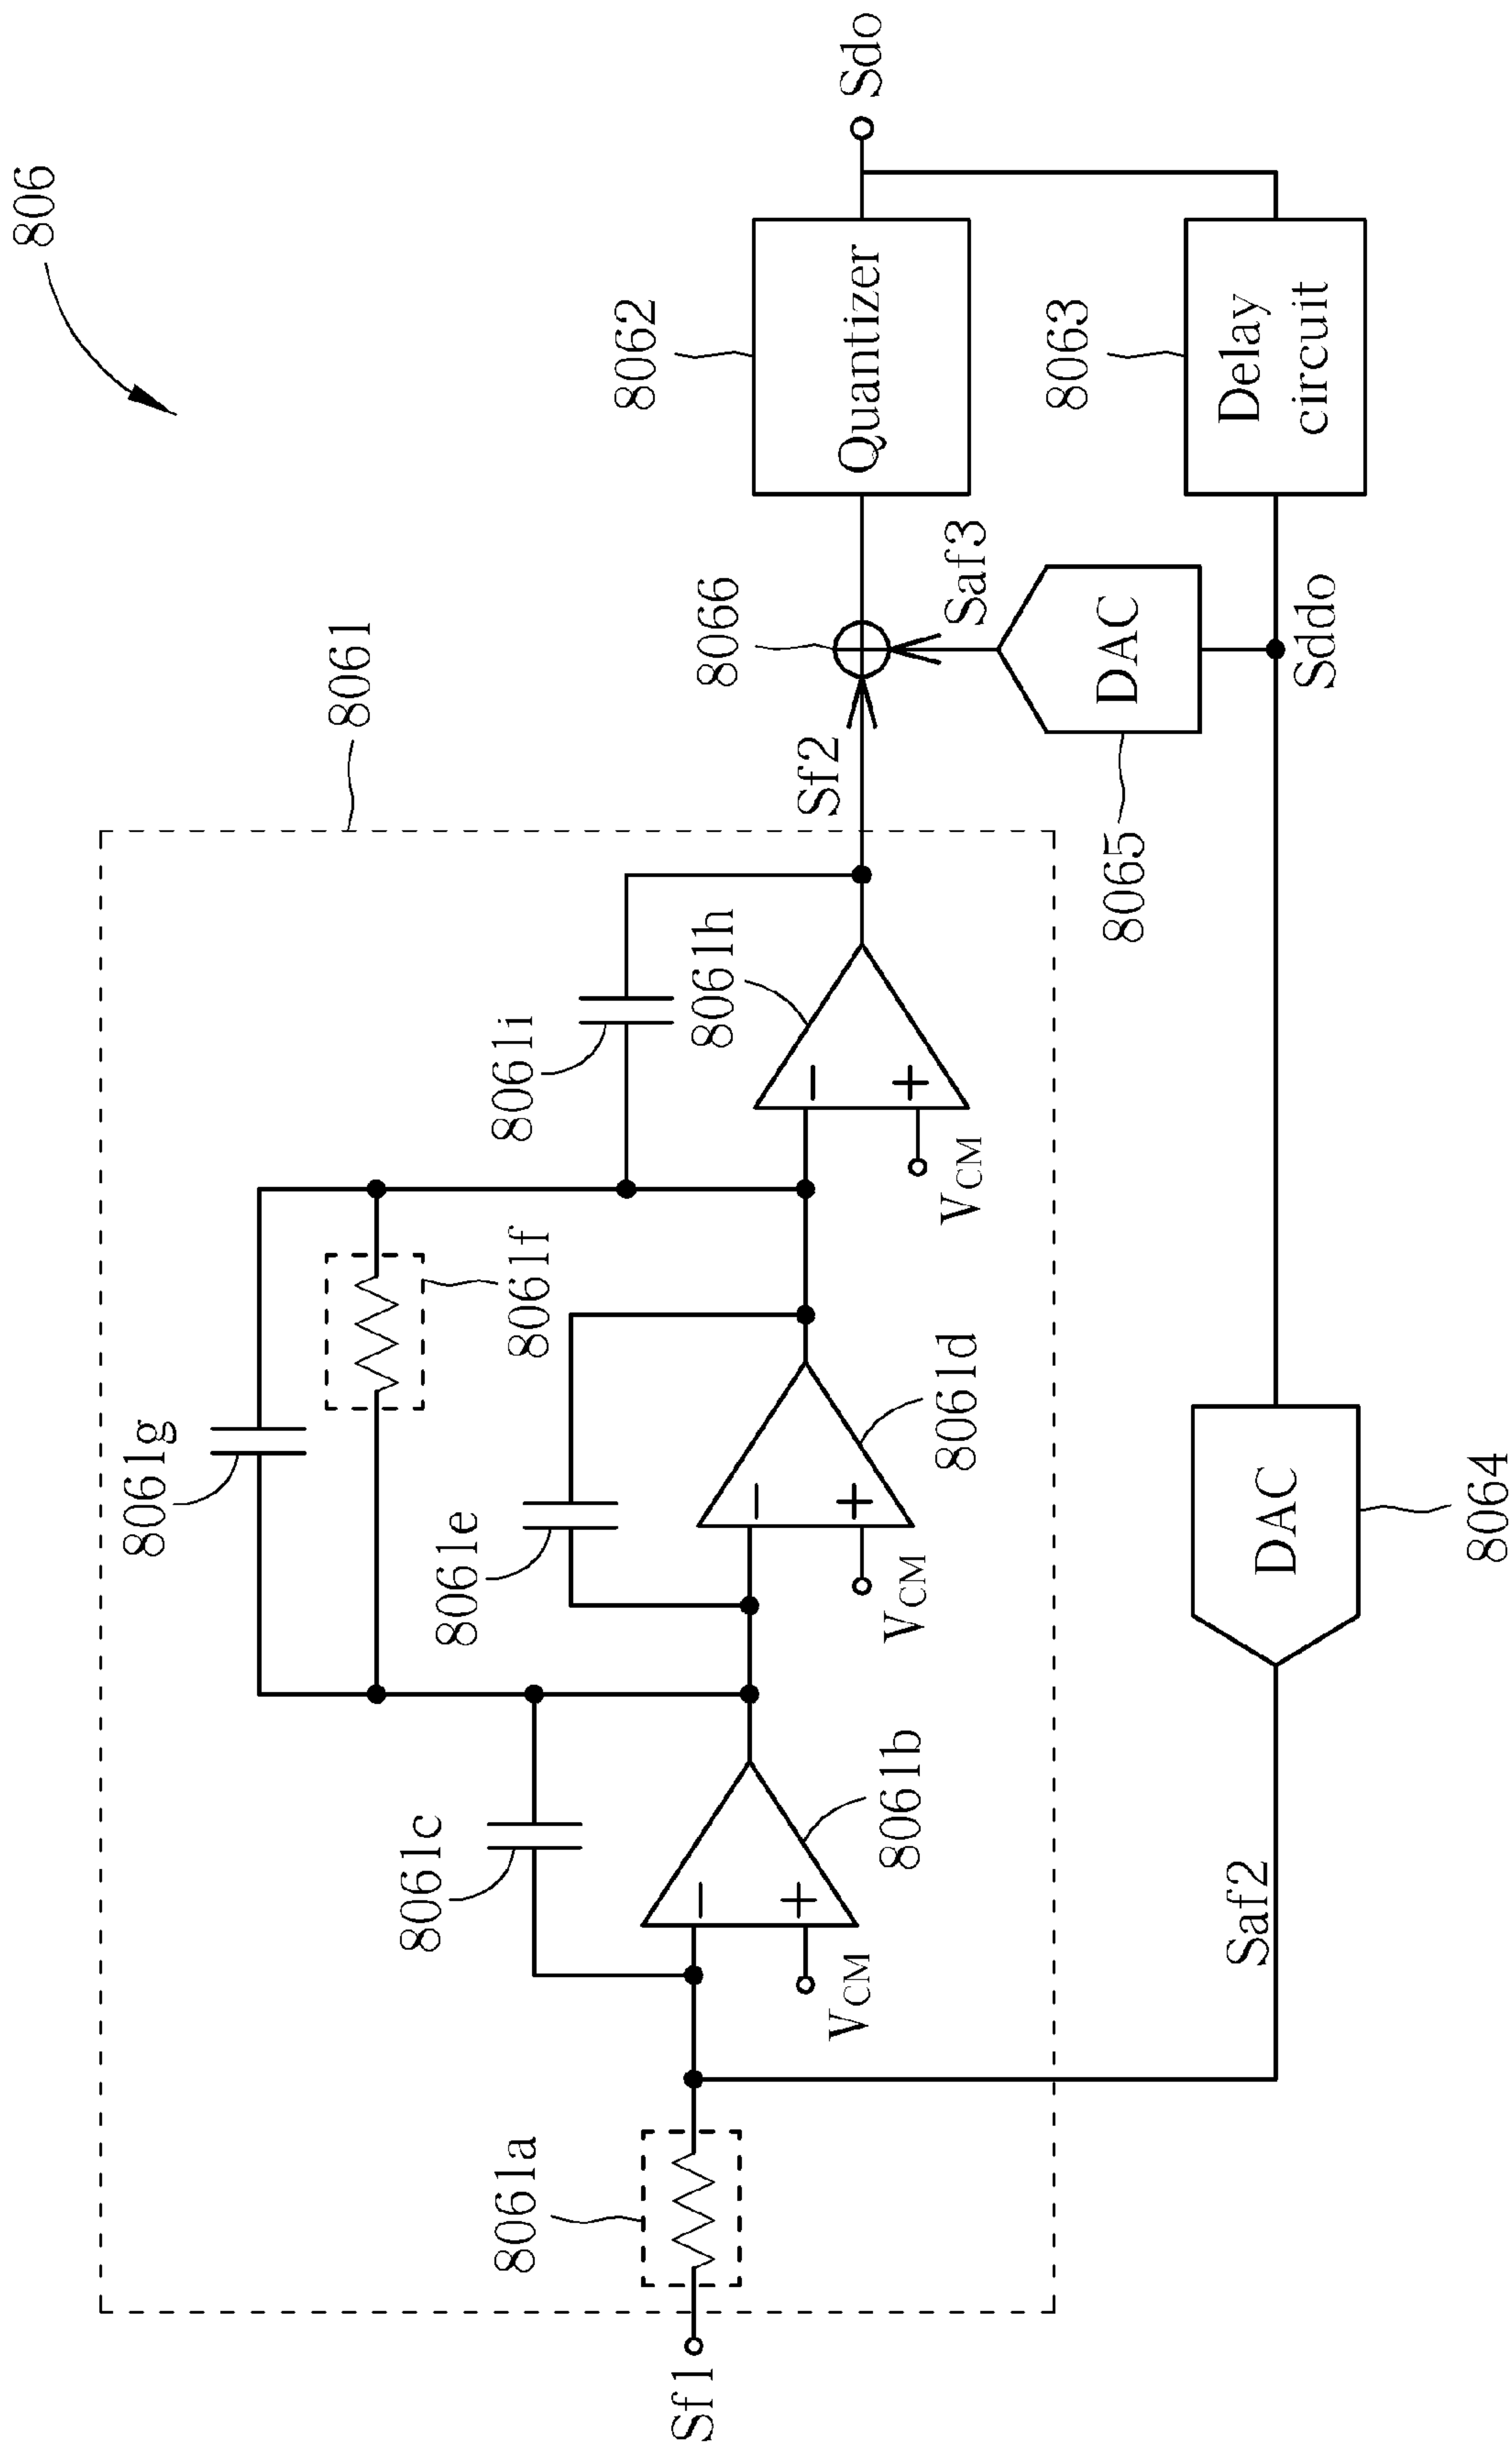 806
8061
8061g
8061f
8061c
8061e
8061i
8061a
8061h
8066
8062
Sf1
Sf2
Quantizer
Sdo
VCM
VCM
VCM
8061b
8061d
Saf3
8065
8063
Saf2
DAC
DAC
Delay
circuit
Sddo
8064